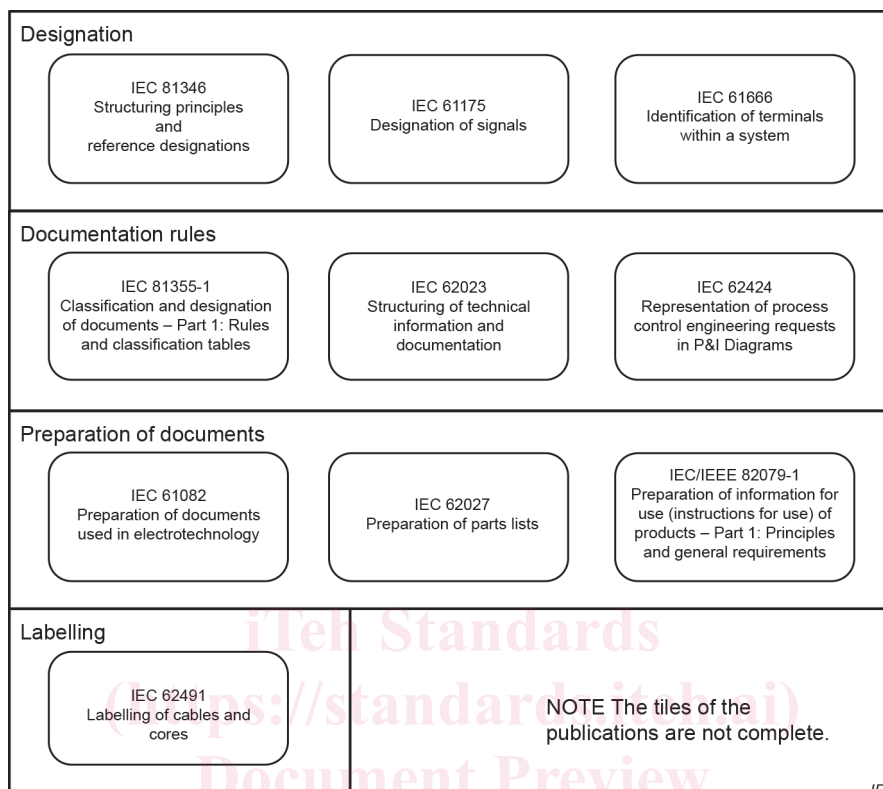 Designation
IEC 81346
Structuring principles
and
reference designations
IEC 61175
Designation of signals
IEC 61666
Identification of terminals
within a system
Documentation rules
IEC 81355-1
Classification and designation
of documents – Part 1: Rules
and classification tables
IEC 62023
Structuring of technical
information and
documentation
IEC 62424
Representation of process
control engineering requests
in P&I Diagrams
Preparation of documents
IEC 61082
Preparation of documents
used in electrotechnology
IEC 62027
Preparation of parts lists
IEC/IEEE 82079-1
Preparation of information for
use (instructions for use) of
products – Part 1: Principles
and general requirements
Labelling
IEC 62491
Labelling of cables and
cores
NOTE The tiles of the
publications are not complete.
iTeh Standards
(https://standards.iteh.ai)
Document Preview